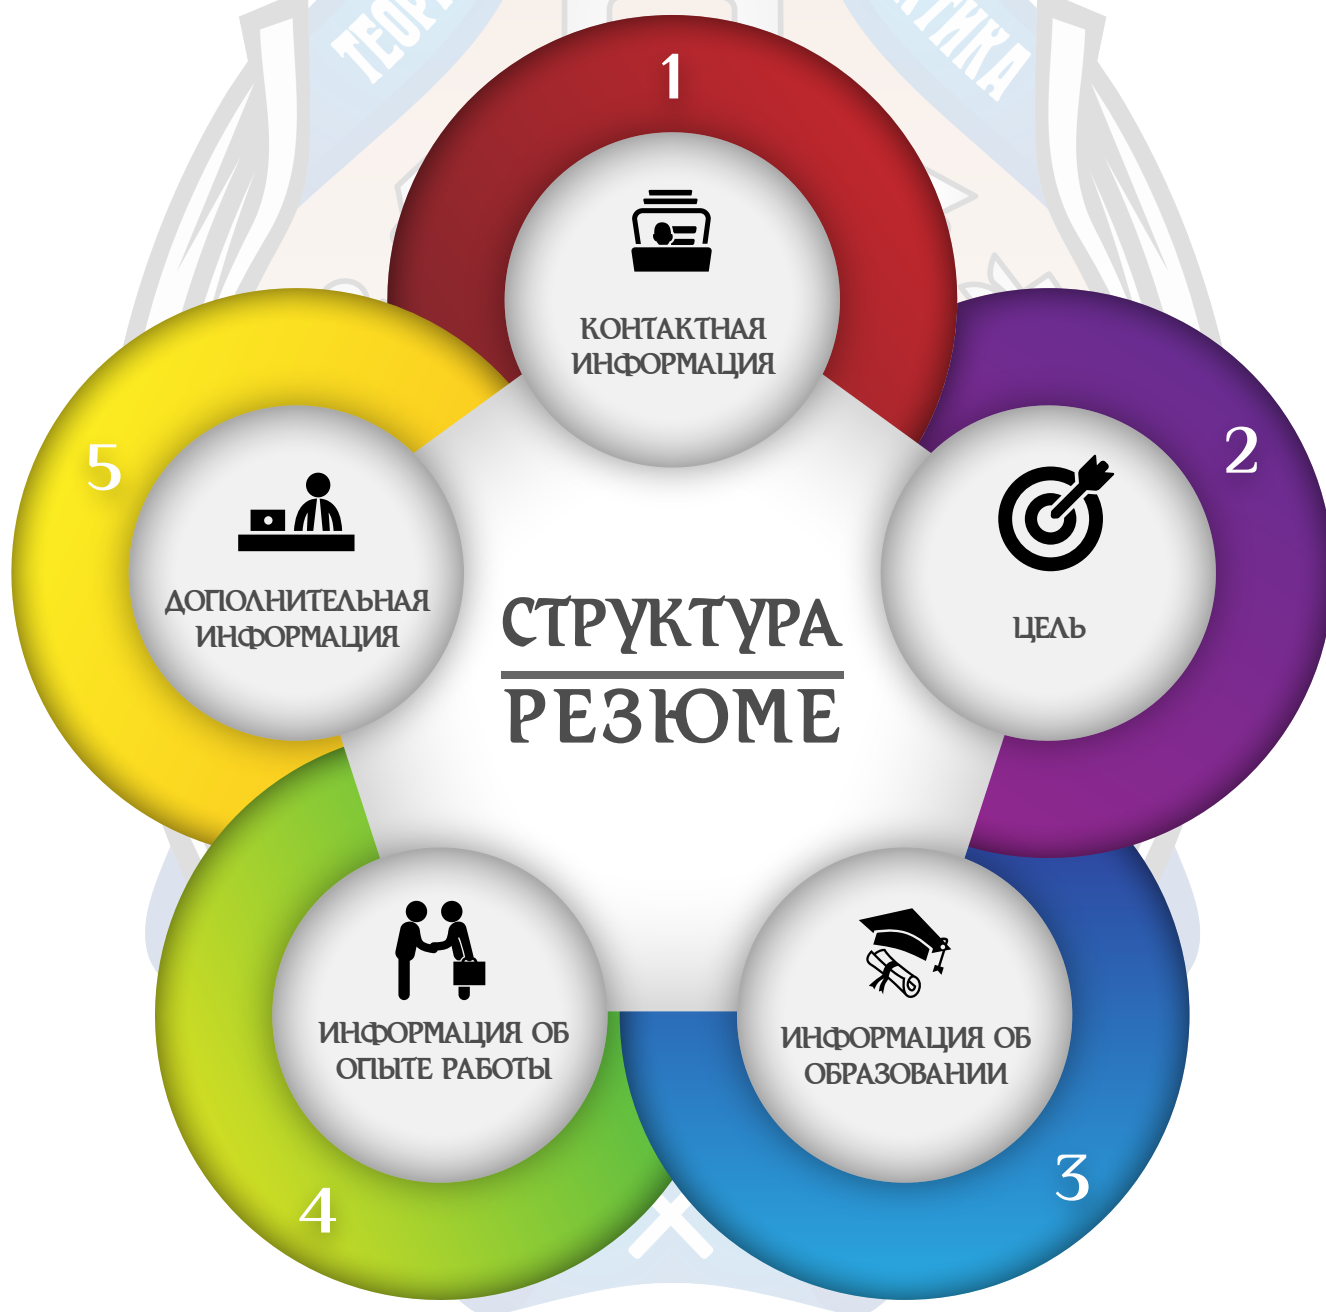 1
КОНТАКТНАЯ
ИНФОРМАЦИЯ
2
ЦЕЛЬ
3
ИНФОРМАЦИЯ ОБ
ОБРАЗОВАНИИ
4
ИНФОРМАЦИЯ ОБ
ОПЫТЕ РАБОТЫ
5
ДОПОЛНИТЕЛЬНАЯ
ИНФОРМАЦИЯ
СТРУКТУРА
РЕЗЮМЕ